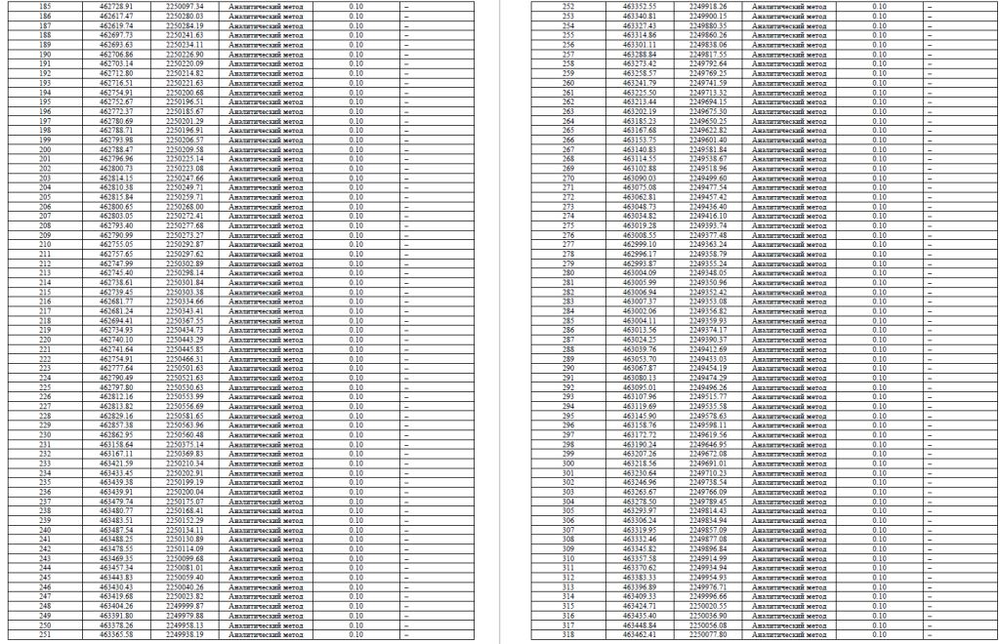 185 462728.91 2250097.34 Аналитический метод 0.10 –
186 462617.47 2250280.03 Аналитический метод 0.10 –
187 462619.74 2250284.19 Аналитический метод 0.10 –
188 462697.73 2250241.63 Аналитический метод 0.10 –
189 462693.63 2250234.11 Аналитический метод 0.10 –
190 462706.86 2250226.90 Аналитический метод 0.10 –
191 462703.14 2250220.09 Аналитический метод 0.10 –
192 462712.80 2250214.82 Аналитический метод 0.10 –
193 462716.51 2250221.63 Аналитический метод 0.10 –
194 462754.91 2250200.68 Аналитический метод 0.10 –
195 462752.67 2250196.51 Аналитический метод 0.10 –
196 462772.37 2250185.67 Аналитический метод 0.10 –
197 462780.69 2250201.29 Аналитический метод 0.10 –
198 462788.71 2250196.91 Аналитический метод 0.10 –
199 462793.98 2250206.57 Аналитический метод 0.10 –
200 462788.47 2250209.58 Аналитический метод 0.10 –
201 462796.96 2250225.14 Аналитический метод 0.10 –
202 462800.73 2250223.08 Аналитический метод 0.10 –
203 462814.15 2250247.66 Аналитический метод 0.10 –
204 462810.38 2250249.71 Аналитический метод 0.10 –
205 462815.84 2250259.71 Аналитический метод 0.10 –
206 462800.65 2250268.00 Аналитический метод 0.10 –
207 462803.05 2250272.41 Аналитический метод 0.10 –
208 462793.40 2250277.68 Аналитический метод 0.10 –
209 462790.99 2250273.27 Аналитический метод 0.10 –
210 462755.05 2250292.87 Аналитический метод 0.10 –
211 462757.65 2250297.62 Аналитический метод 0.10 –
212 462747.99 2250302.89 Аналитический метод 0.10 –
213 462745.40 2250298.14 Аналитический метод 0.10 –
214 462738.61 2250301.84 Аналитический метод 0.10 –
215 462739.45 2250303.38 Аналитический метод 0.10 –
216 462681.77 2250334.66 Аналитический метод 0.10 –
217 462681.24 2250343.41 Аналитический метод 0.10 –
218 462694.41 2250367.55 Аналитический метод 0.10 –
219 462734.93 2250434.73 Аналитический метод 0.10 –
220 462740.10 2250443.29 Аналитический метод 0.10 –
221 462741.64 2250445.85 Аналитический метод 0.10 –
222 462754.91 2250466.31 Аналитический метод 0.10 –
223 462777.64 2250501.63 Аналитический метод 0.10 –
224 462790.49 2250521.63 Аналитический метод 0.10 –
225 462797.80 2250530.63 Аналитический метод 0.10 –
226 462812.16 2250553.99 Аналитический метод 0.10 –
227 462813.82 2250556.69 Аналитический метод 0.10 –
228 462829.16 2250581.65 Аналитический метод 0.10 –
229 462857.38 2250563.96 Аналитический метод 0.10 –
230 462862.95 2250560.48 Аналитический метод 0.10 –
231 463158.64 2250375.14 Аналитический метод 0.10 –
232 463167.11 2250369.83 Аналитический метод 0.10 –
233 463421.59 2250210.34 Аналитический метод 0.10 –
234 463433.45 2250202.91 Аналитический метод 0.10 –
235 463439.38 2250199.19 Аналитический метод 0.10 –
236 463439.91 2250200.04 Аналитический метод 0.10 –
237 463479.74 2250175.07 Аналитический метод 0.10 –
238 463480.77 2250168.41 Аналитический метод 0.10 –
239 463483.51 2250152.29 Аналитический метод 0.10 –
240 463487.54 2250134.11 Аналитический метод 0.10 –
241 463488.25 2250130.89 Аналитический метод 0.10 –
242 463478.55 2250114.09 Аналитический метод 0.10 –
243 463469.35 2250099.68 Аналитический метод 0.10 –
244 463457.34 2250081.01 Аналитический метод 0.10 –
245 463443.83 2250059.40 Аналитический метод 0.10 –
246 463430.43 2250040.26 Аналитический метод 0.10 –
247 463419.68 2250023.82 Аналитический метод 0.10 –
248 463404.26 2249999.87 Аналитический метод 0.10 –
249 463391.80 2249979.88 Аналитический метод 0.10 –
250 463378.26 2249958.13 Аналитический метод 0.10 –
251 463365.58 2249938.19 Аналитический метод 0.10 –
252 463352.55 2249918.26 Аналитический метод 0.10 –
253 463340.81 2249900.15 Аналитический метод 0.10 –
254 463327.43 2249880.35 Аналитический метод 0.10 –
255 463314.86 2249860.26 Аналитический метод 0.10 –
256 463301.11 2249838.06 Аналитический метод 0.10 –
257 463288.84 2249817.55 Аналитический метод 0.10 –
258 463273.42 2249792.64 Аналитический метод 0.10 –
259 463258.57 2249769.25 Аналитический метод 0.10 –
260 463241.79 2249741.59 Аналитический метод 0.10 –
261 463225.50 2249713.32 Аналитический метод 0.10 –
262 463213.44 2249694.15 Аналитический метод 0.10 –
263 463202.19 2249675.30 Аналитический метод 0.10 –
264 463185.23 2249650.25 Аналитический метод 0.10 –
265 463167.68 2249622.82 Аналитический метод 0.10 –
266 463153.75 2249601.40 Аналитический метод 0.10 –
267 463140.83 2249581.84 Аналитический метод 0.10 –
268 463114.55 2249538.67 Аналитический метод 0.10 –
269 463102.88 2249518.96 Аналитический метод 0.10 –
270 463090.03 2249499.60 Аналитический метод 0.10 –
271 463075.08 2249477.54 Аналитический метод 0.10 –
272 463062.81 2249457.42 Аналитический метод 0.10 –
273 463048.73 2249436.40 Аналитический метод 0.10 –
274 463034.82 2249416.10 Аналитический метод 0.10 –
275 463019.28 2249393.74 Аналитический метод 0.10 –
276 463008.55 2249377.48 Аналитический метод 0.10 –
277 462999.10 2249363.24 Аналитический метод 0.10 –
278 462996.17 2249358.79 Аналитический метод 0.10 –
279 462993.87 2249355.24 Аналитический метод 0.10 –
280 463004.09 2249348.05 Аналитический метод 0.10 –
281 463005.99 2249350.96 Аналитический метод 0.10 –
282 463006.94 2249352.42 Аналитический метод 0.10 –
283 463007.37 2249353.08 Аналитический метод 0.10 –
284 463002.06 2249356.82 Аналитический метод 0.10 –
285 463004.11 2249359.93 Аналитический метод 0.10 –
286 463013.56 2249374.17 Аналитический метод 0.10 –
287 463024.25 2249390.37 Аналитический метод 0.10 –
288 463039.76 2249412.69 Аналитический метод 0.10 –
289 463053.70 2249433.03 Аналитический метод 0.10 –
290 463067.87 2249454.19 Аналитический метод 0.10 –
291 463080.13 2249474.29 Аналитический метод 0.10 –
292 463095.01 2249496.26 Аналитический метод 0.10 –
293 463107.96 2249515.77 Аналитический метод 0.10 –
294 463119.69 2249535.58 Аналитический метод 0.10 –
295 463145.90 2249578.63 Аналитический метод 0.10 –
296 463158.76 2249598.11 Аналитический метод 0.10 –
297 463172.72 2249619.56 Аналитический метод 0.10 –
298 463190.24 2249646.95 Аналитический метод 0.10 –
299 463207.26 2249672.08 Аналитический метод 0.10 –
300 463218.56 2249691.01 Аналитический метод 0.10 –
301 463230.64 2249710.23 Аналитический метод 0.10 –
302 463246.96 2249738.54 Аналитический метод 0.10 –
303 463263.67 2249766.09 Аналитический метод 0.10 –
304 463278.50 2249789.45 Аналитический метод 0.10 –
305 463293.97 2249814.43 Аналитический метод 0.10 –
306 463306.24 2249834.94 Аналитический метод 0.10 –
307 463319.95 2249857.09 Аналитический метод 0.10 –
308 463332.46 2249877.08 Аналитический метод 0.10 –
309 463345.82 2249896.84 Аналитический метод 0.10 –
310 463357.58 2249914.99 Аналитический метод 0.10 –
311 463370.62 2249934.94 Аналитический метод 0.10 –
312 463383.33 2249954.93 Аналитический метод 0.10 –
313 463396.89 2249976.71 Аналитический метод 0.10 –
314 463409.33 2249996.66 Аналитический метод 0.10 –
315 463424.71 2250020.55 Аналитический метод 0.10 –
316 463435.40 2250036.90 Аналитический метод 0.10 –
317 463448.84 2250056.08 Аналитический метод 0.10 –
318 463462.41 2250077.80 Аналитический метод 0.10 –